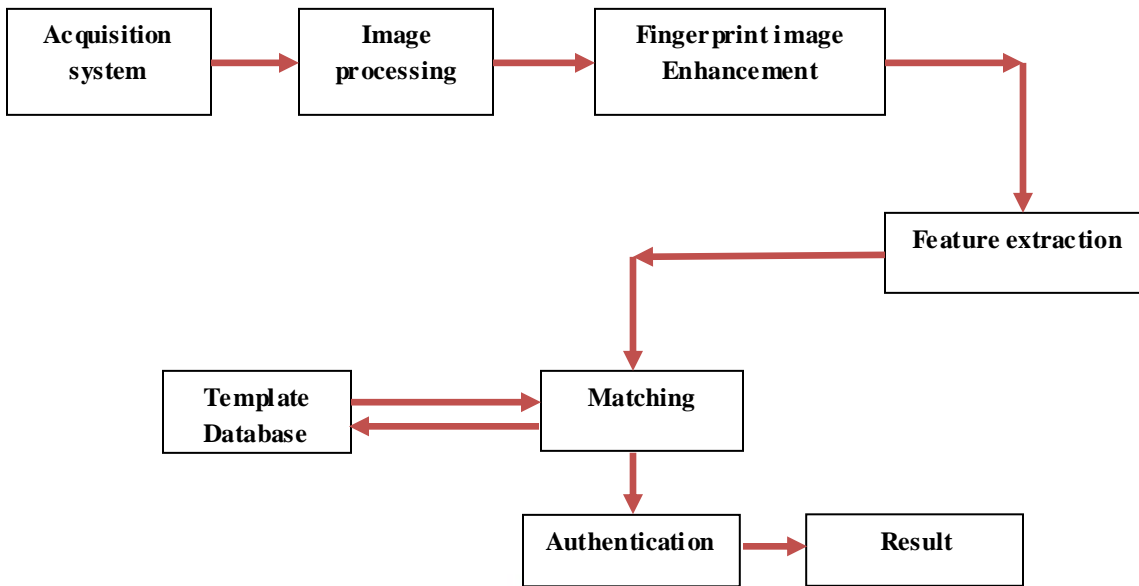 Acquisition
system
Image
processing
Fingerprint image
Enhancement
Feature extraction
Template
Database
Matching
Authentication
Result